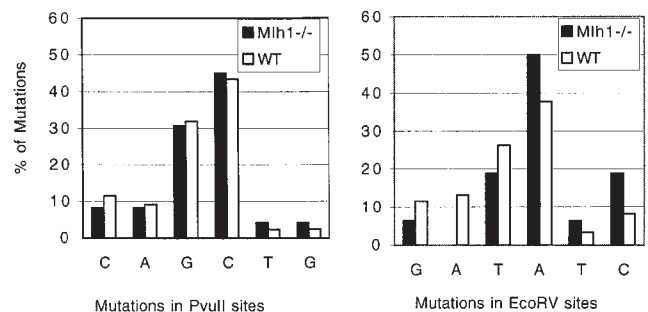 % of Mutations
60
50
40
30
20
10
0
Mlh1-/-
WT
C A G C T G
Mutations in PvuII sites
60
50
40
30
20
10
0
Mlh1-/-
WT
G A T A T C
Mutations in EcoRV sites